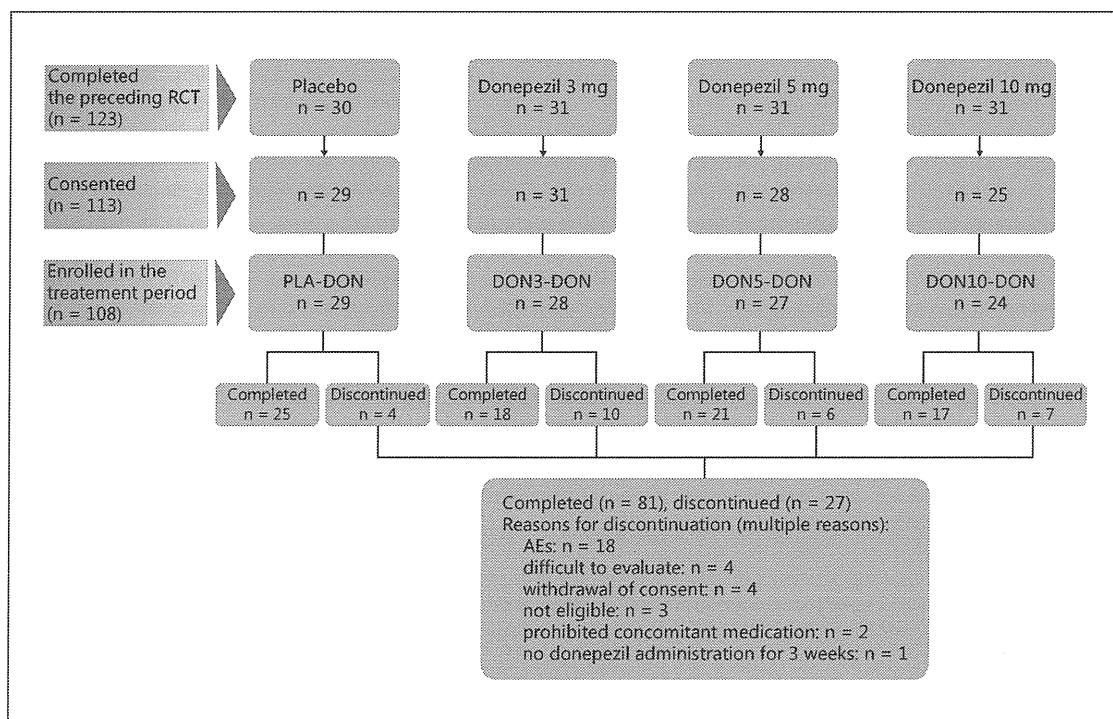 Completed
the preceding RCT
(n = 123)
Placebo
n = 30
Donepezil 3 mg
n = 31
Donepezil 5 mg
n = 31
Donepezil 10 mg
n = 31
Consented
(n = 113)
n = 29
n = 31
n = 28
n = 25
Enrolled in the
treatement period
(n = 108)
PLA-DON
n = 29
DON3-DON
n = 28
DON5-DON
n = 27
DON10-DON
n = 24
Completed
n = 25
Discontinued
n = 4
Completed
n = 18
Discontinued
n = 10
Completed
n = 21
Discontinued
n = 6
Completed
n = 17
Discontinued
n = 7
Completed (n = 81), discontinued (n = 27)
Reasons for discontinuation (multiple reasons):
AEs: n = 18
difficult to evaluate: n = 4
withdrawal of consent: n = 4
not eligible: n = 3
prohibited concomitant medication: n = 2
no donepezil administration for 3 weeks: n = 1